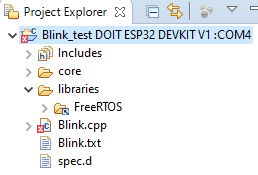 Project Explorer
Blink_test DOIT ESP32 DEVKIT V1 :COM4
Includes
core
libraries
FreeRTOS
Blink.cpp
Blink.txt
spec.d